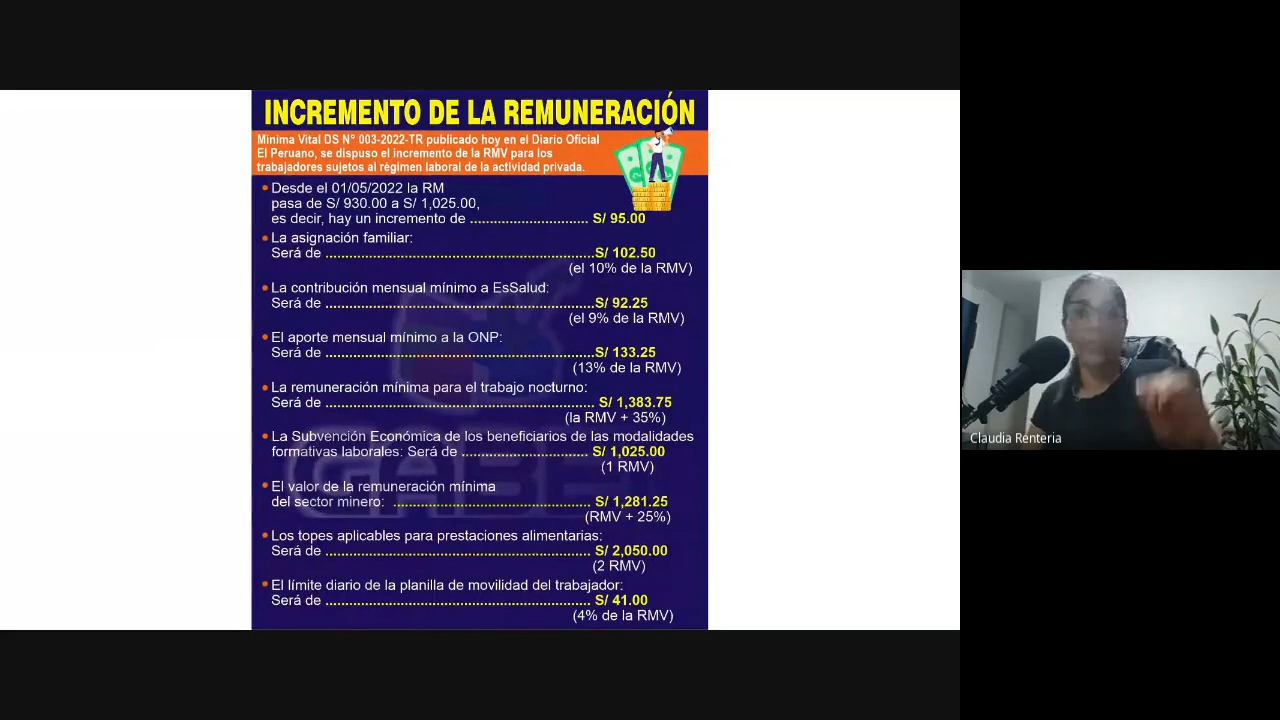 INCREMENTO DE LA REMUNERACIÓN
Minima Vital DS N° 003-2022-TR publicado hoy en el Diario Oficial
El Peruano, se dispuso el incremento de la RMV para los
trabajadores sujetos al règimen laboral de la actividad privada.
• Desde el 01/05/2022 la RM
pasa de S/ 930.00 a S/ 1,025.00,
es decir, hay un incremento de .............................. S/ 95.00
• La asignación familiar:
Será de ....................................................................S/ 102.50
(el 10% de la RMV)
• La contribución mensual mínimo a EsSalud:
Será de ....................................................................S/ 92.25
(el 9% de la RMV)
• El aporte mensual mínimo a la ONP:
Será de ....................................................................S/ 133.25
(13% de la RMV)
• La remuneración mínima para el trabajo nocturno:
Será de .................................................................... S/ 1,383.75
(la RMV + 35%)
• La Subvención Económica de los beneficiarios de las modalidades
formativas laborales: Será de ................................ S/ 1,025.00
(1 RMV)
• El valor de la remuneración mínima
del sector minero: .................................................. S/ 1,281.25
(RMV + 25%)
• Los topes aplicables para prestaciones alimentarias:
Será de ................................................................... S/ 2,050.00
(2 RMV)
• El límite diario de la planilla de movilidad del trabajador:
Será de ................................................................... S/ 41.00
(4% de la RMV)
Claudia Renteria